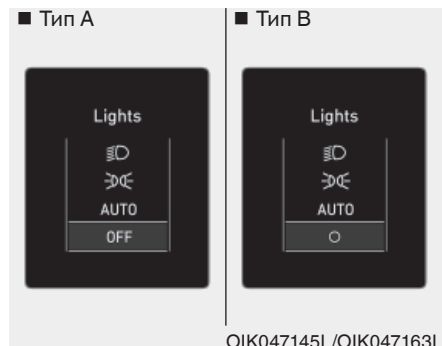 ■ Тип A
■ Тип B
Lights
AUTO
OFF
Lights
AUTO
O
OIK047145L/OIK047163L